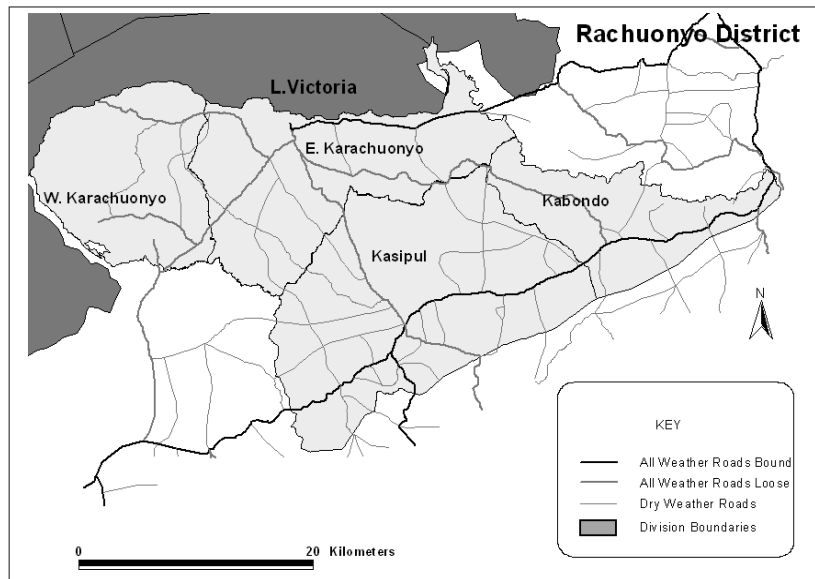 Rachuonyo District
L.Victoria
E. Karachuonyo
W. Karachuonyo
Kabondo
Kasipul
N
KEY
All Weather Roads Bound
All Weather Roads Loose
Dry Weather Roads
Division Boundaries
0 20 Kilometers